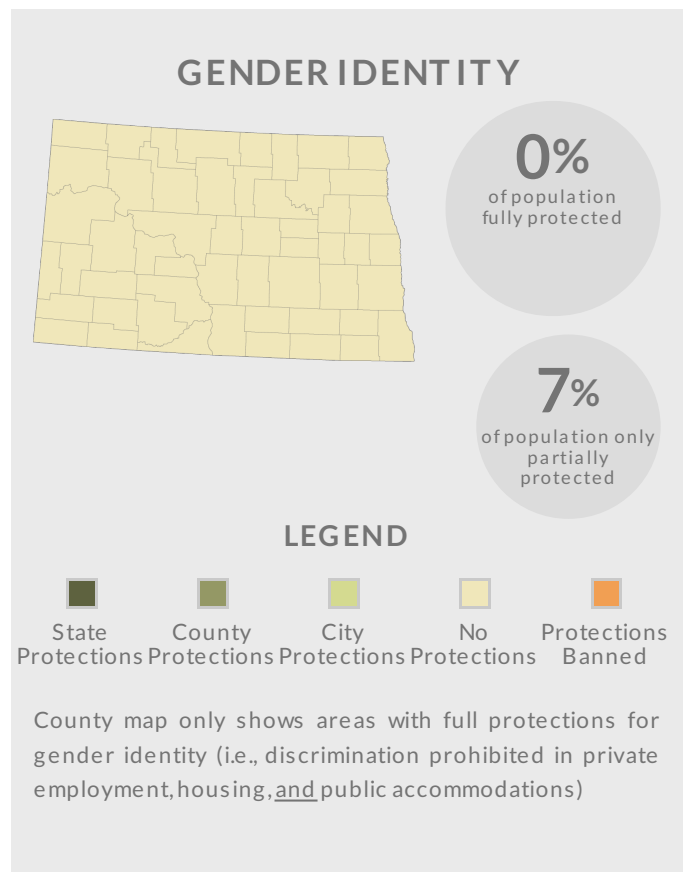 GENDER IDENTITY
0%
of population
fully protected
7%
of population only
partially
protected
LEGEND
State
Protections
County
Protections
City
Protections
No
Protections
Protections
Banned
County map only shows areas with full protections for
gender identity (i.e., discrimination prohibited in private
employment, housing, and public accommodations)